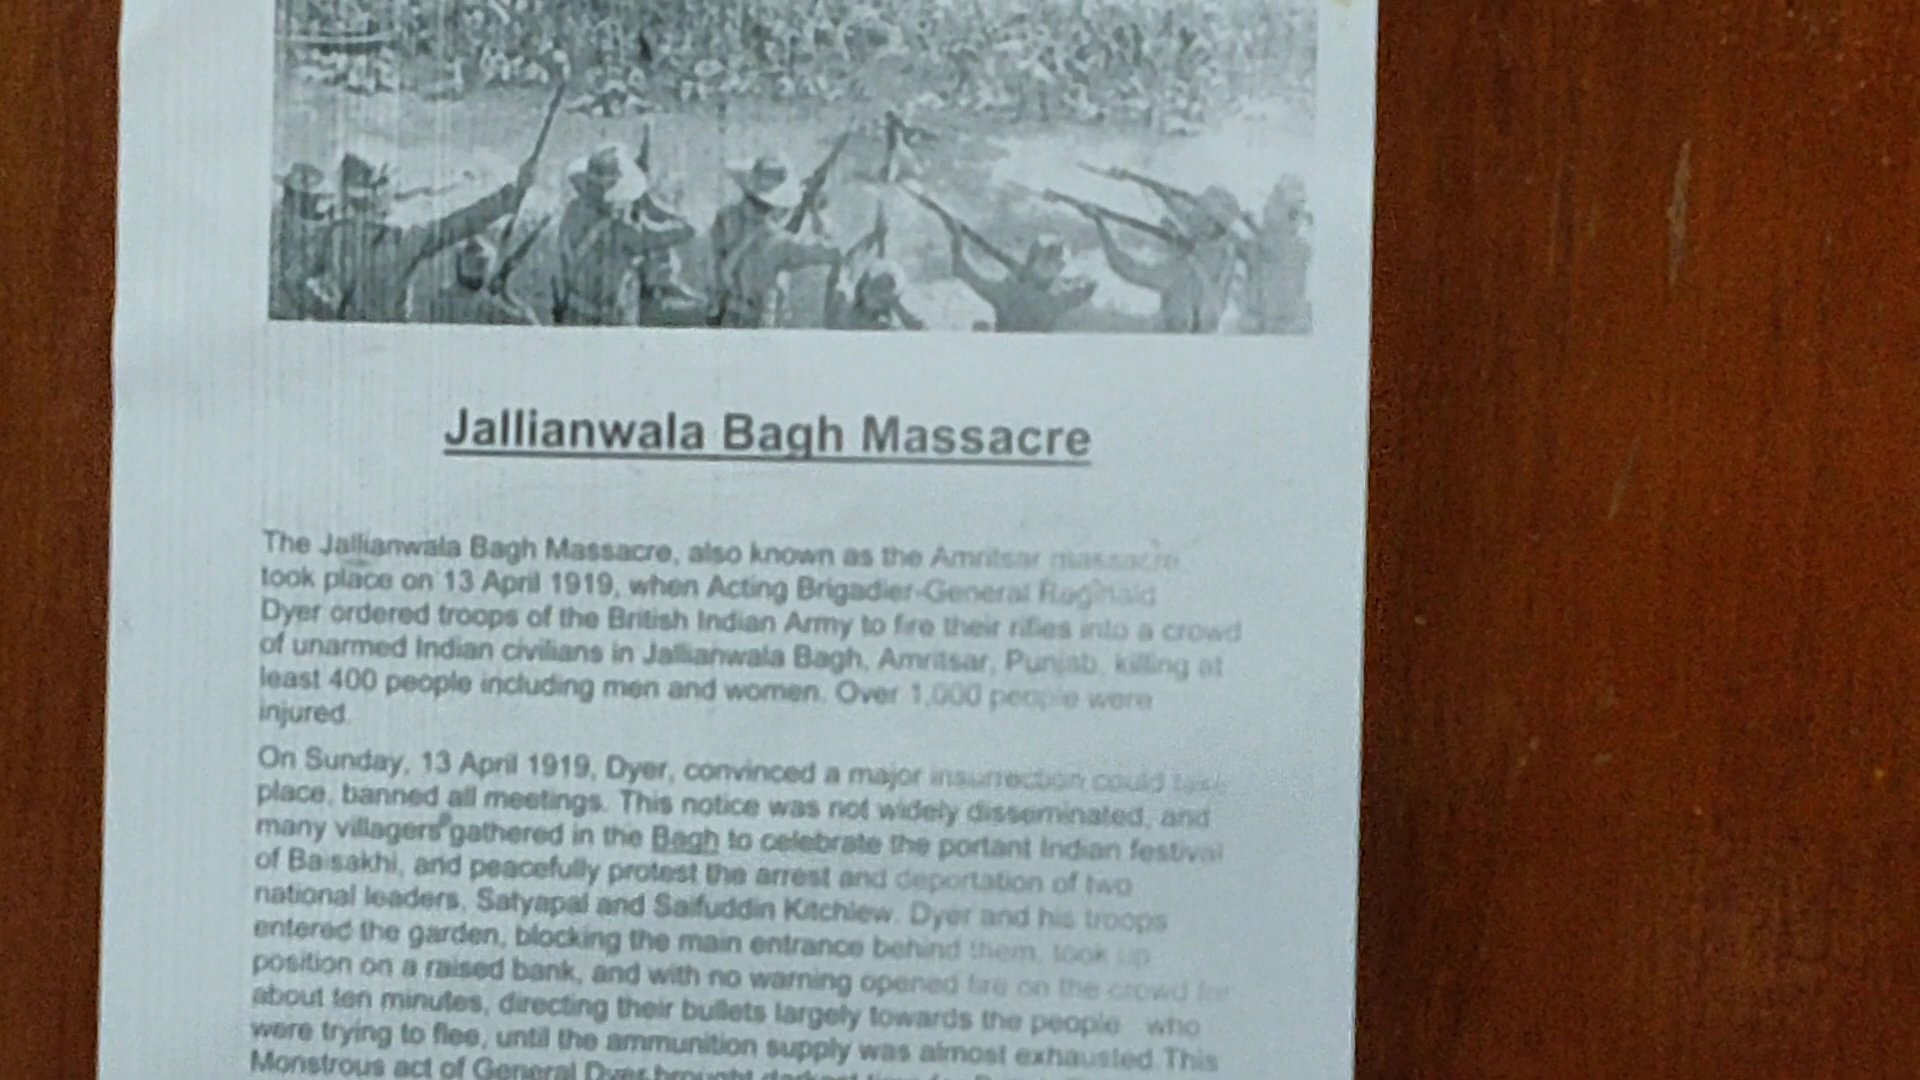 Jallianwala Bagh Massacre
The Jallianwala Bagh Massacre, also known as the Amritsar massacre,
took place on 13 April 1919, when Acting Brigadier-General Reginald
Dyer ordered troops of the British Indian Army to fire their rifles into a crowd
of unarmed Indian civilians in Jallianwala Bagh, Amritsar, Punjab, killing at
least 400 people including men and women. Over 1,000 people were
injured.
On Sunday, 13 April 1919, Dyer, convinced a major insurrection could take
place, banned all meetings. This notice was not widely disseminated, and
many villagers gathered in the Bagh to celebrate the portant Indian festival
of Baisakhi, and peacefully protest the arrest and deportation of two
national leaders, Satyapal and Saifuddin Kitchlew. Dyer and his troops
entered the garden, blocking the main entrance behind them, took up
position on a raised bank, and with no warning opened fire on the crowd for
about ten minutes, directing their bullets largely towards the people who
were trying to flee, until the ammunition supply was almost exhausted.This
Monstrous act of General Dyer brought darkest